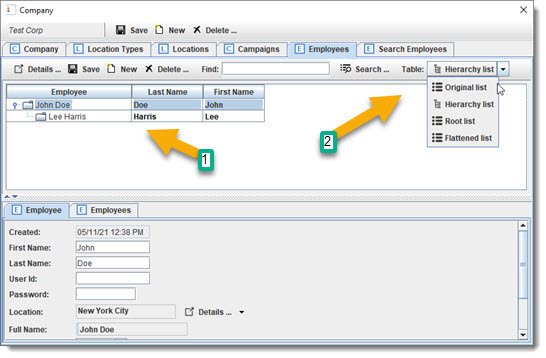 Company
Test Corp Save New Delete ...
C Company L Location Types L Locations C Campaigns E Employees E Search Employees
Details ... Save New Delete ... Find: Search ... Table: Hierarchy list
Employee Last Name First Name
Original list
John Doe Doe John
Hierarchy list
Lee Harris Harris Lee
Root list
Flattened list
1
2
E Employee E Employees
Created: 05/11/21 12:38 PM
First Name: John
Last Name: Doe
User Id:
Password:
Location: New York City Details ...
Full Name: John Doe